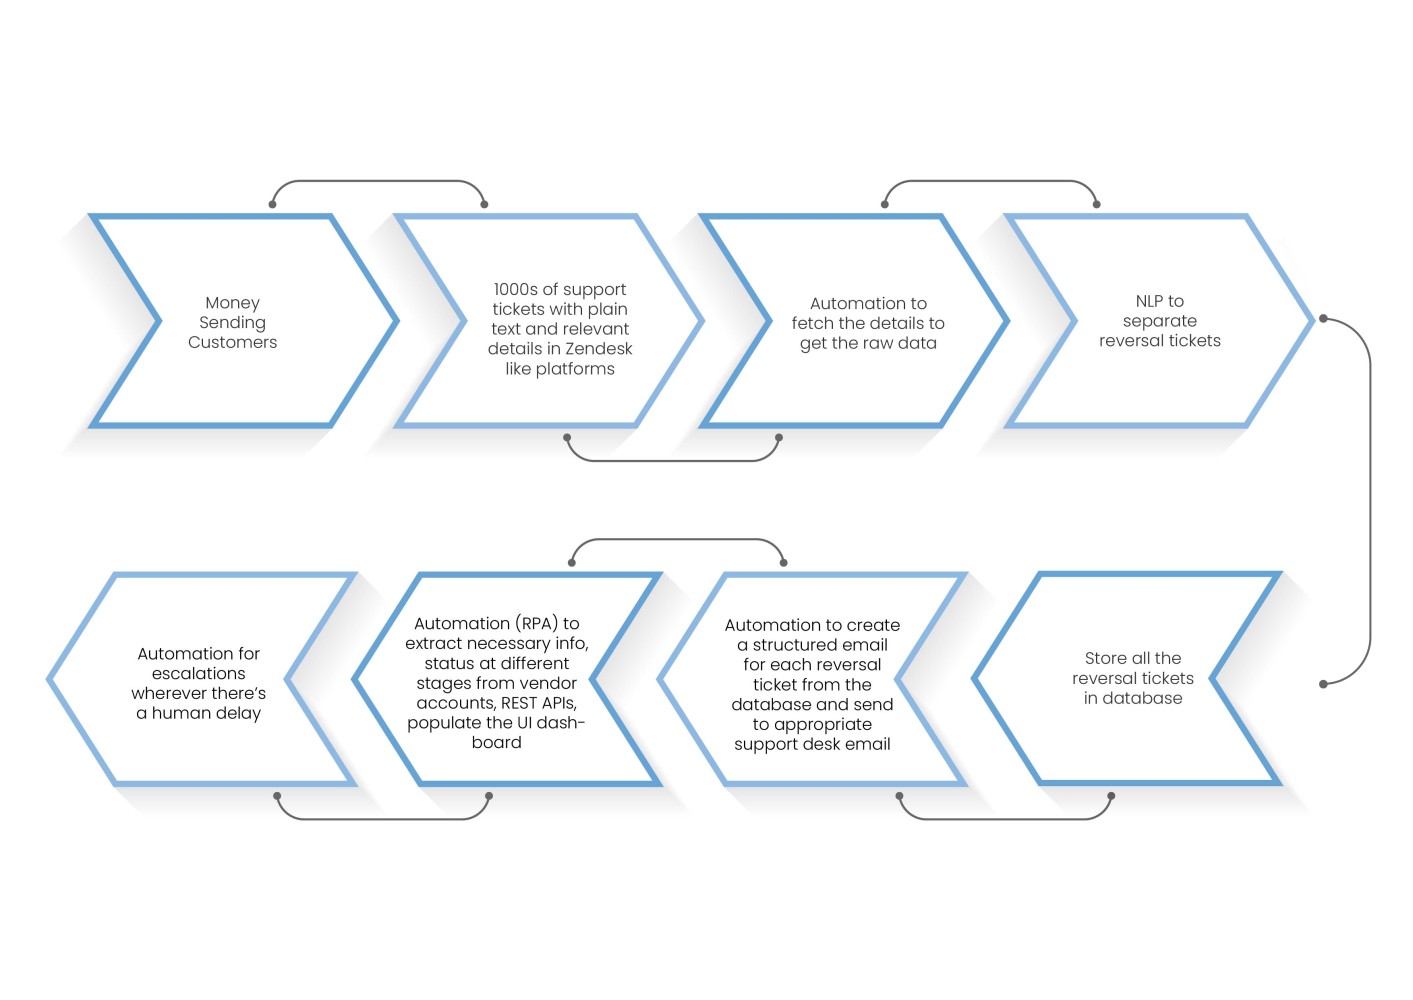 Money
Sending
Customers
1000s of support
tickets with plain
text and relevant
details in Zendesk
like platforms
Automation to
fetch the details to
get the raw data
NLP to
separate
reversal tickets
Store all the
reversal tickets
in database
Automation to create
a structured email
for each reversal
ticket from the
database and send
to appropriate
support desk email
Automation (RPA) to
extract necessary info,
status at different
stages from vendor
accounts, REST APIs,
populate the UI dash-
board
Automation for
escalations
wherever there's
a human delay